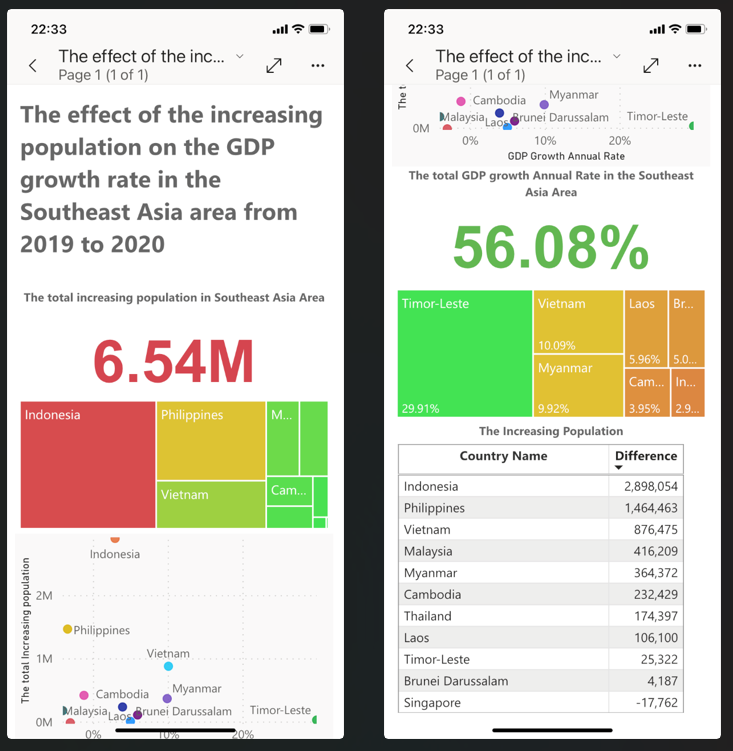 22:33
The effect of the inc...
Page 1 (1 of 1)
The effect of the increasing
population on the GDP
growth rate in the
Southeast Asia area from
2019 to 2020
The total increasing population in Southeast Asia Area
6.54M
Indonesia
Philippines
M...
Vietnam
Cam...
The total Increasing population
Indonesia
2M
Philippines
1M
Vietnam
Cambodia
Myanmar
Malaysia
Laos
Brunei Darussalam
Timor-Leste
0M
0%
10%
20%
22:33
The effect of the inc...
Page 1 (1 of 1)
The t
Cambodia
Myanmar
Malaysia
Laos
Brunei Darussalam
Timor-Leste
0M
0%
10%
20%
GDP Growth Annual Rate
The total GDP growth Annual Rate in the Southeast
Asia Area
56.08%
Timor-Leste
29.91%
Vietnam
10.09%
Myanmar
9.92%
Laos
5.96%
Br...
5.0...
Cam...
3.95%
In...
2.9...
The Increasing Population
Country Name Difference
Indonesia 2,898,054
Philippines 1,464,463
Vietnam 876,475
Malaysia 416,209
Myanmar 364,372
Cambodia 232,429
Thailand 174,397
Laos 106,100
Timor-Leste 25,322
Brunei Darussalam 4,187
Singapore -17,762